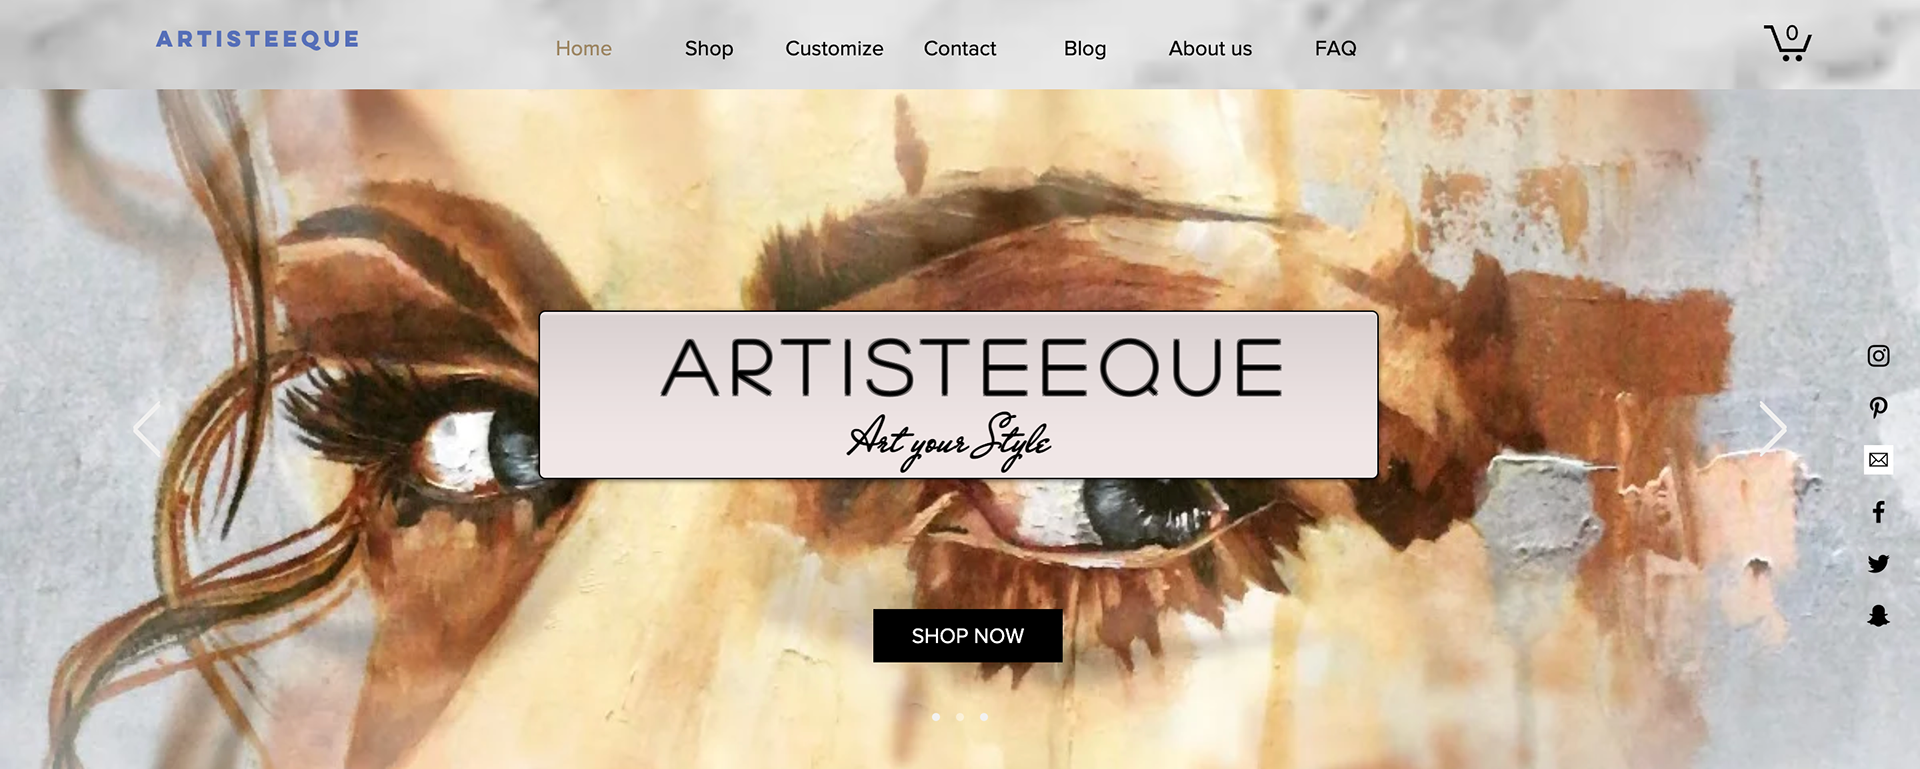 ARTISTEEQUE
Home Shop Customize Contact Blog About us FAQ
0
ARTISTEEQUE
Art your Style
SHOP NOW